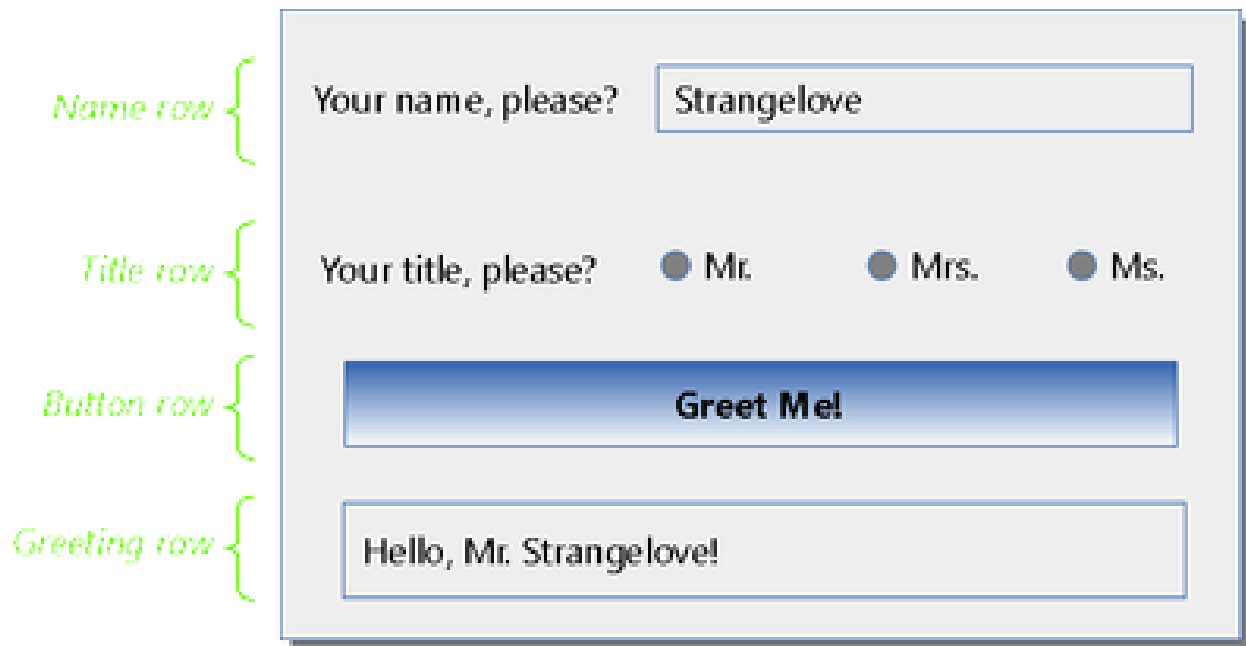 Name row
Your name, please? Strangelove
Title row
Your title, please? Mr. Mrs. Ms.
Button row
Greet Me!
Greeting row
Hello, Mr. Strangelove!